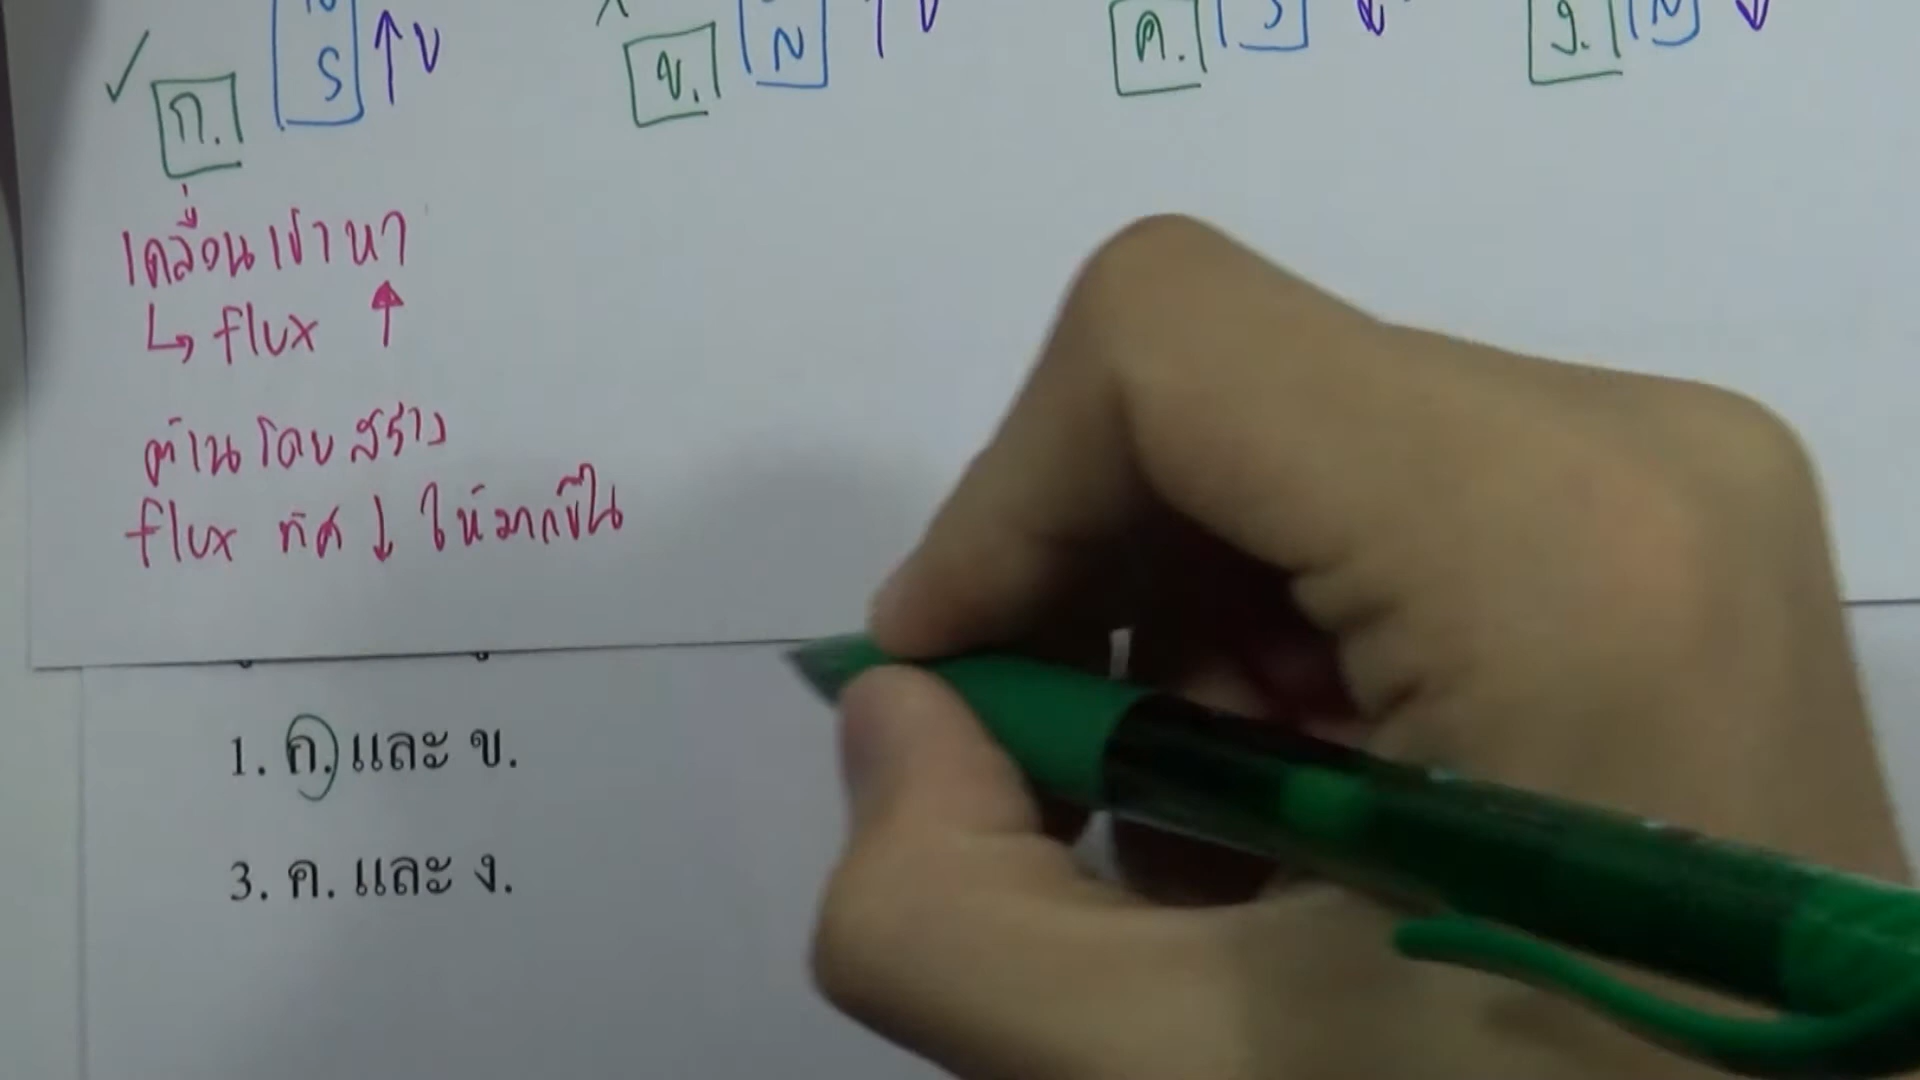 S ↑ v N ↑ v S N
✓ ก. ข. ค. ง.
เคลื่อนเข้าหา
↳ flux ↑
ต้านโดยสร้าง
flux ทิศ ↓ ให้มากขึ้น
1. ก. และ ข.
3. ค. และ ง.